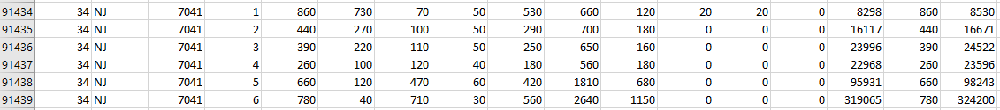 91434 34 NJ 7041 1 860 730 70 50 530 660 120 20 20 0 8298 860 8530
91435 34 NJ 7041 2 440 270 100 50 290 700 180 0 0 0 16117 440 16671
91436 34 NJ 7041 3 390 220 110 50 250 650 160 0 0 0 23996 390 24522
91437 34 NJ 7041 4 260 100 120 40 180 560 180 0 0 0 22968 260 23596
91438 34 NJ 7041 5 660 120 470 60 420 1810 680 0 0 0 95931 660 98243
91439 34 NJ 7041 6 780 40 710 30 560 2640 1150 0 0 0 319065 780 324200